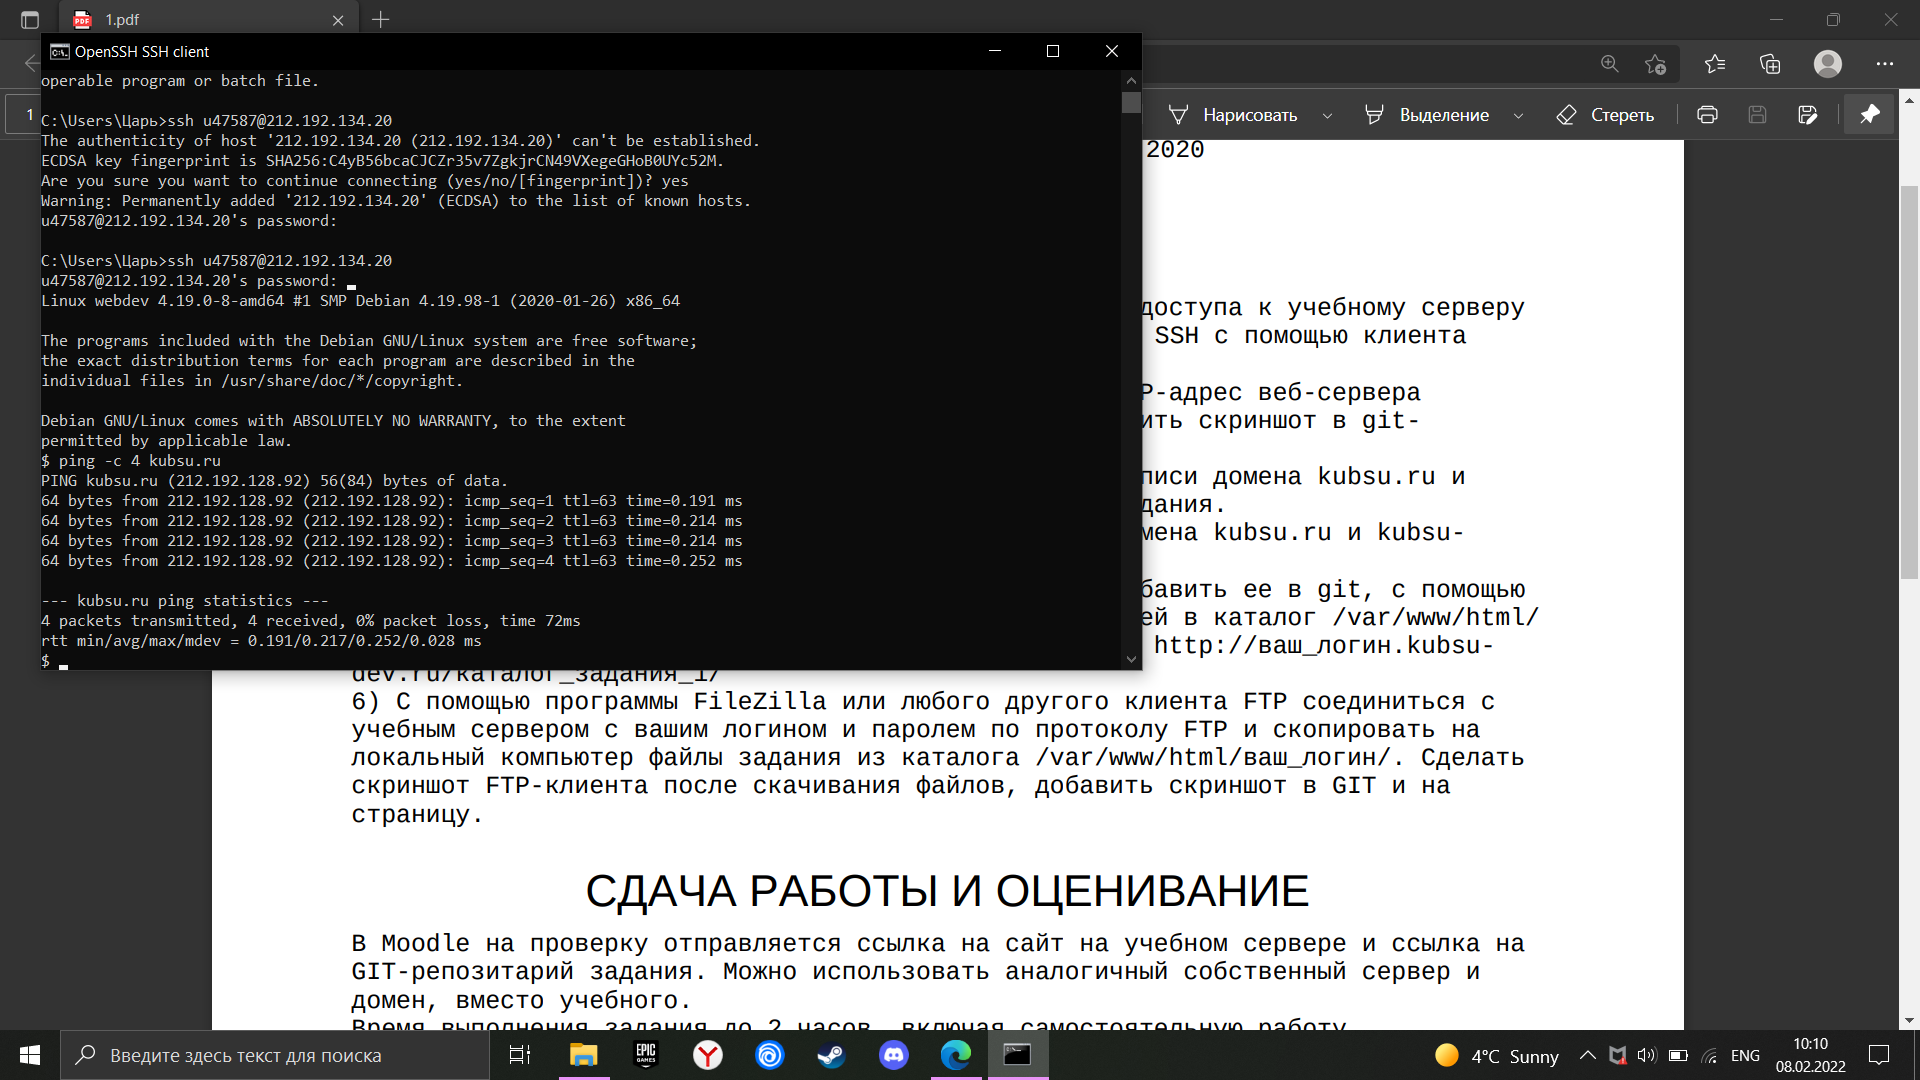 1.pdf
OpenSSH SSH client
operable program or batch file.
C:\Users\Царь>ssh u47587@212.192.134.20
The authenticity of host '212.192.134.20 (212.192.134.20)' can't be established.
ECDSA key fingerprint is SHA256:C4yB56bcaCJCZr35v7ZgkjrCN49VXegeGHoB0UYc52M.
Are you sure you want to continue connecting (yes/no/[fingerprint])? yes
Warning: Permanently added '212.192.134.20' (ECDSA) to the list of known hosts.
u47587@212.192.134.20's password:
C:\Users\Царь>ssh u47587@212.192.134.20
u47587@212.192.134.20's password:
Linux webdev 4.19.0-8-amd64 #1 SMP Debian 4.19.98-1 (2020-01-26) x86_64
The programs included with the Debian GNU/Linux system are free software;
the exact distribution terms for each program are described in the
individual files in /usr/share/doc/*/copyright.
Debian GNU/Linux comes with ABSOLUTELY NO WARRANTY, to the extent
permitted by applicable law.
$ ping -c 4 kubsu.ru
PING kubsu.ru (212.192.128.92) 56(84) bytes of data.
64 bytes from 212.192.128.92 (212.192.128.92): icmp_seq=1 ttl=63 time=0.191 ms
64 bytes from 212.192.128.92 (212.192.128.92): icmp_seq=2 ttl=63 time=0.214 ms
64 bytes from 212.192.128.92 (212.192.128.92): icmp_seq=3 ttl=63 time=0.214 ms
64 bytes from 212.192.128.92 (212.192.128.92): icmp_seq=4 ttl=63 time=0.252 ms
--- kubsu.ru ping statistics ---
4 packets transmitted, 4 received, 0% packet loss, time 72ms
rtt min/avg/max/mdev = 0.191/0.217/0.252/0.028 ms
$
1
Нарисовать
Выделение
Стереть
2020
доступа к учебному серверу
SSH с помощью клиента
P-адрес веб-сервера
ить скриншот в git-
писи домена kubsu.ru и
дания.
мена kubsu.ru и kubsu-
бавить ее в git, с помощью
ей в каталог /var/www/html/
http://ваш_логин.kubsu-
dev.ru/каталог_задания_1/
6) С помощью программы FileZilla или любого другого клиента FTP соединиться с
учебным сервером с вашим логином и паролем по протоколу FTP и скопировать на
локальный компьютер файлы задания из каталога /var/www/html/ваш_логин/. Сделать
скриншот FTP-клиента после скачивания файлов, добавить скриншот в GIT и на
страницу.
СДАЧА РАБОТЫ И ОЦЕНИВАНИЕ
В Moodle на проверку отправляется ссылка на сайт на учебном сервере и ссылка на
GIT-репозитарий задания. Можно использовать аналогичный собственный сервер и
домен, вместо учебного.
Время выполнения задания до 2 часов, включая самостоятельную работу.
Введите здесь текст для поиска
EPIC
GAMES
4°C Sunny
ENG
10:10
08.02.2022